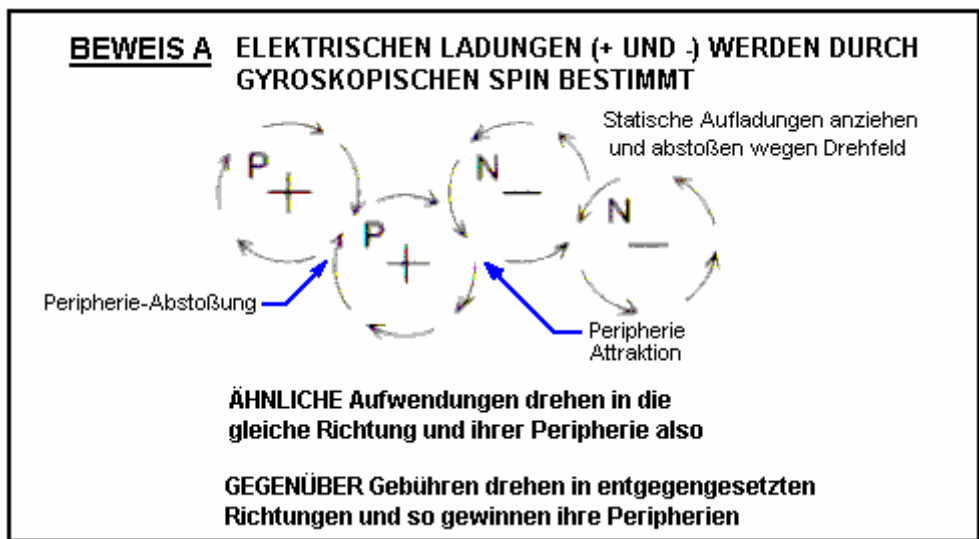 BEWEIS A ELEKTRISCHEN LADUNGEN (+ UND -) WERDEN DURCH
GYROSKOPISCHEN SPIN BESTIMMT
Statische Aufladungen anziehen
und abstoßen wegen Drehfeld
P
+
N
–
P
+
N
–
Peripherie-Abstoßung
Peripherie
Attraktion
ÄHNLICHE Aufwendungen drehen in die
gleiche Richtung und ihrer Peripherie also
GEGENÜBER Gebühren drehen in entgegengesetzten
Richtungen und so gewinnen ihre Peripherien